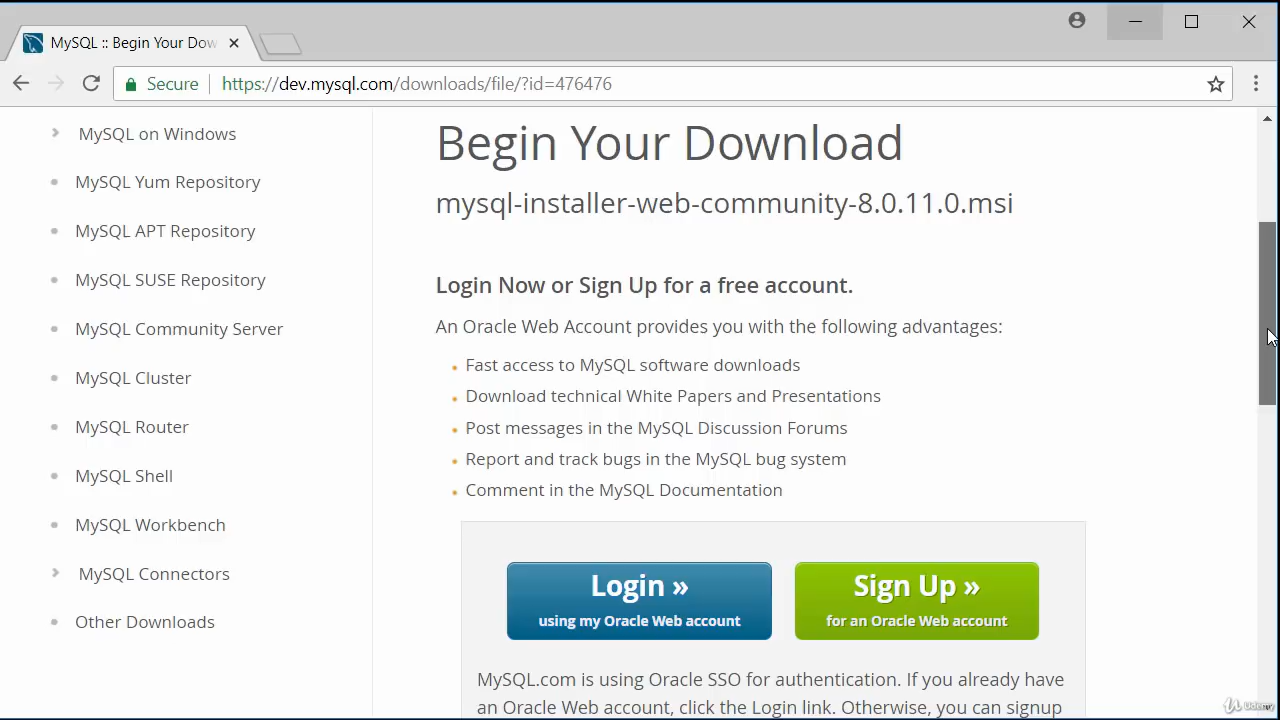 MySQL :: Begin Your Dow
Secure
https://dev.mysql.com/downloads/file/?id=476476
MySQL on Windows
MySQL Yum Repository
MySQL APT Repository
MySQL SUSE Repository
MySQL Community Server
MySQL Cluster
MySQL Router
MySQL Shell
MySQL Workbench
MySQL Connectors
Other Downloads
Begin Your Download
mysql-installer-web-community-8.0.11.0.msi
Login Now or Sign Up for a free account.
An Oracle Web Account provides you with the following advantages:
Fast access to MySQL software downloads
Download technical White Papers and Presentations
Post messages in the MySQL Discussion Forums
Report and track bugs in the MySQL bug system
Comment in the MySQL Documentation
Login »
using my Oracle Web account
Sign Up »
for an Oracle Web account
MySQL.com is using Oracle SSO for authentication. If you already have
an Oracle Web account, click the Login link. Otherwise, you can signup
Udemy